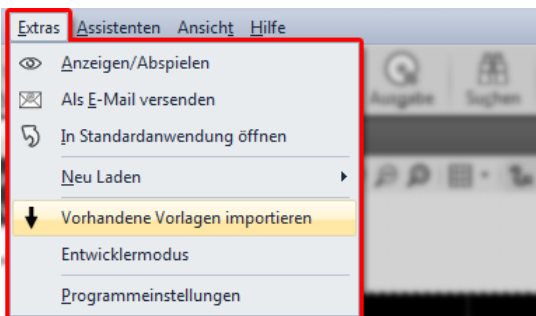 Extras Assistenten Ansicht Hilfe
Anzeigen/Abspielen
Ausgabe Suchen
Als E-Mail versenden
In Standardanwendung öffnen
Neu Laden
Vorhandene Vorlagen importieren
Entwicklermodus
Programmeinstellungen